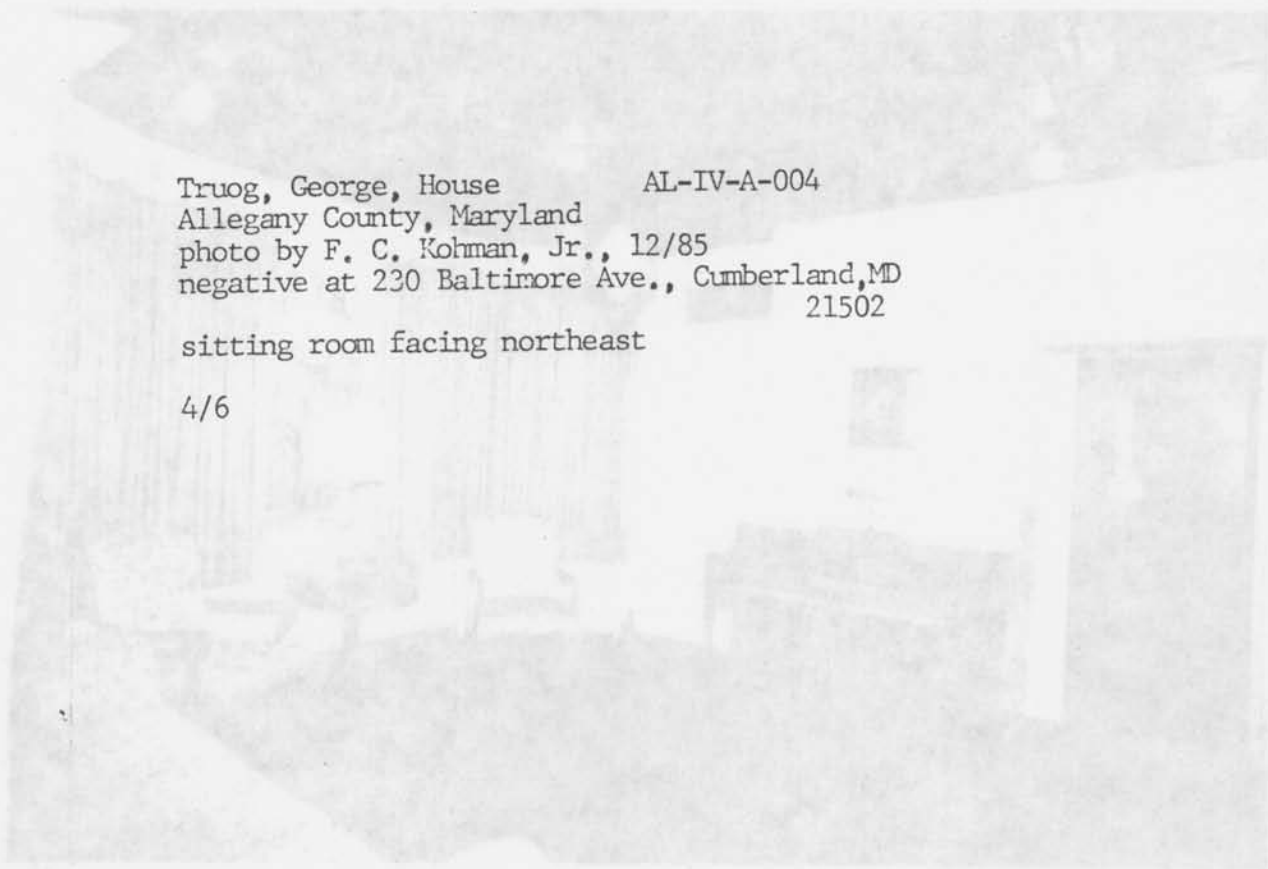 Truog, George, House AL-IV-A-004
Allegany County, Maryland
photo by F. C. Kohman, Jr., 12/85
negative at 230 Baltimore Ave., Cumberland,MD
21502
sitting room facing northeast
4/6